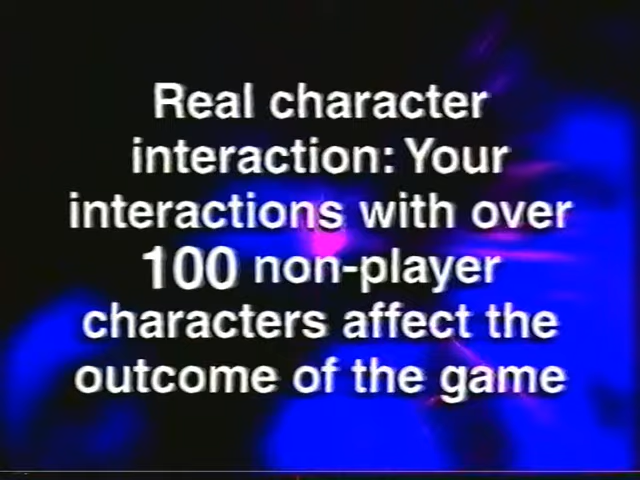 Real character
interaction: Your
interactions with over
100 non-player
characters affect the
outcome of the game